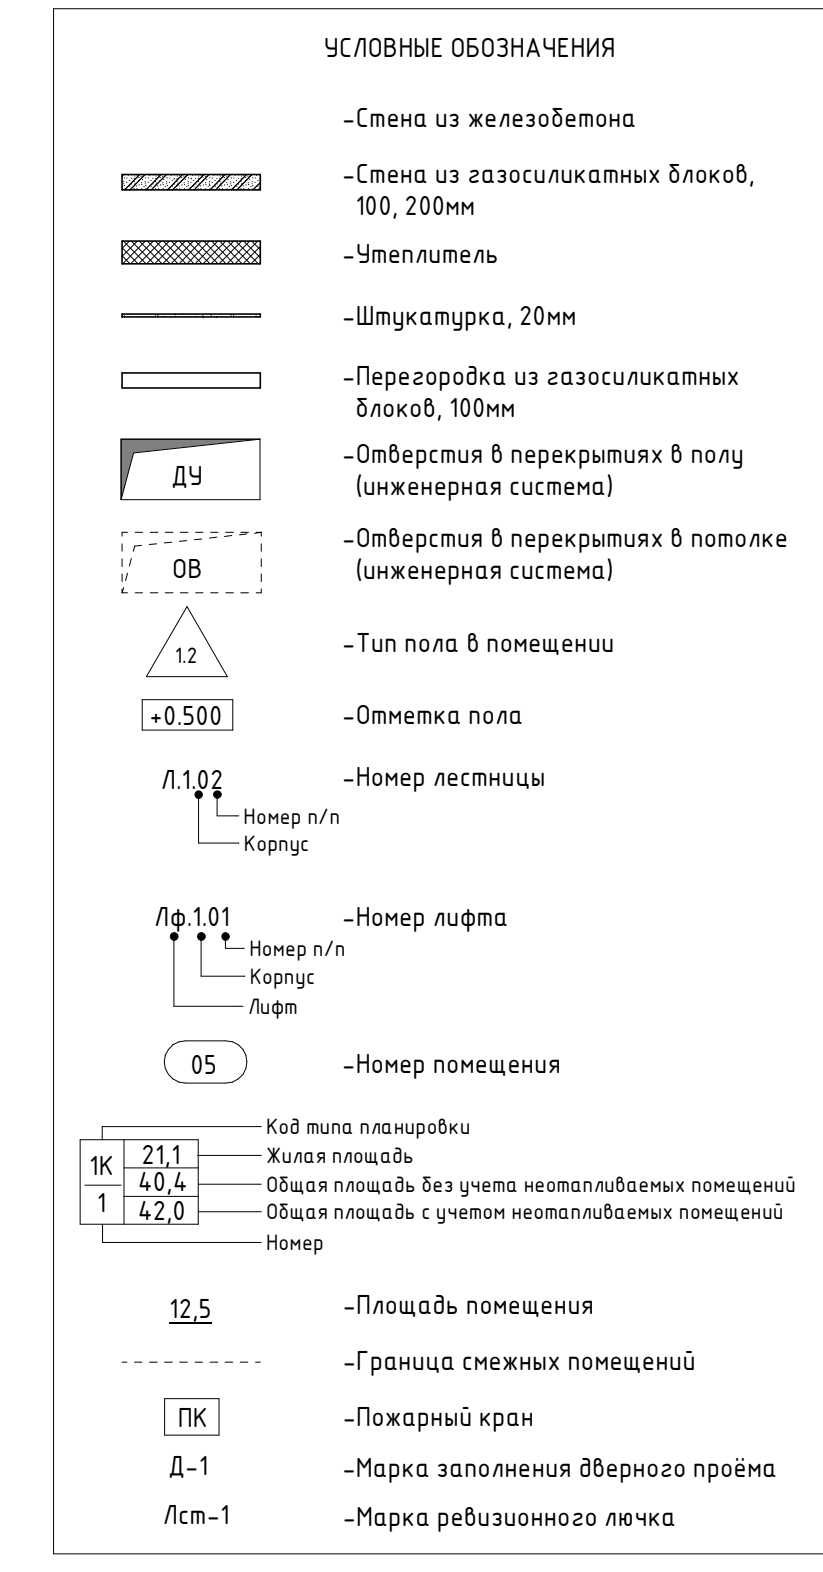 УСЛОВНЫЕ ОБОЗНАЧЕНИЯ
-Стена из железобетона
-Стена из газосиликатных блоков,
100, 200мм
-Утеплитель
-Штукатурка, 20мм
-Перегородка из газосиликатных
блоков, 100мм
ДУ
-Отверстия в перекрытиях в полу
(инженерная система)
ОВ
-Отверстия в перекрытиях в потолке
(инженерная система)
1.2
-Тип пола в помещении
+0.500
-Отметка пола
Л.1.02
-Номер лестницы
Номер п/п
Корпус
Лф.1.01
-Номер лифта
Номер п/п
Корпус
Лифт
05
-Номер помещения
Код типа планировки
1К
21,1
Жилая площадь
40,4
Общая площадь без учета неотапливаемых помещений
1
42,0
Общая площадь с учетом неотапливаемых помещений
Номер
12,5
-Площадь помещения
-Граница смежных помещений
ПК
-Пожарный кран
Д-1
-Марка заполнения дверного проёма
Лст-1
-Марка ревизионного лючка